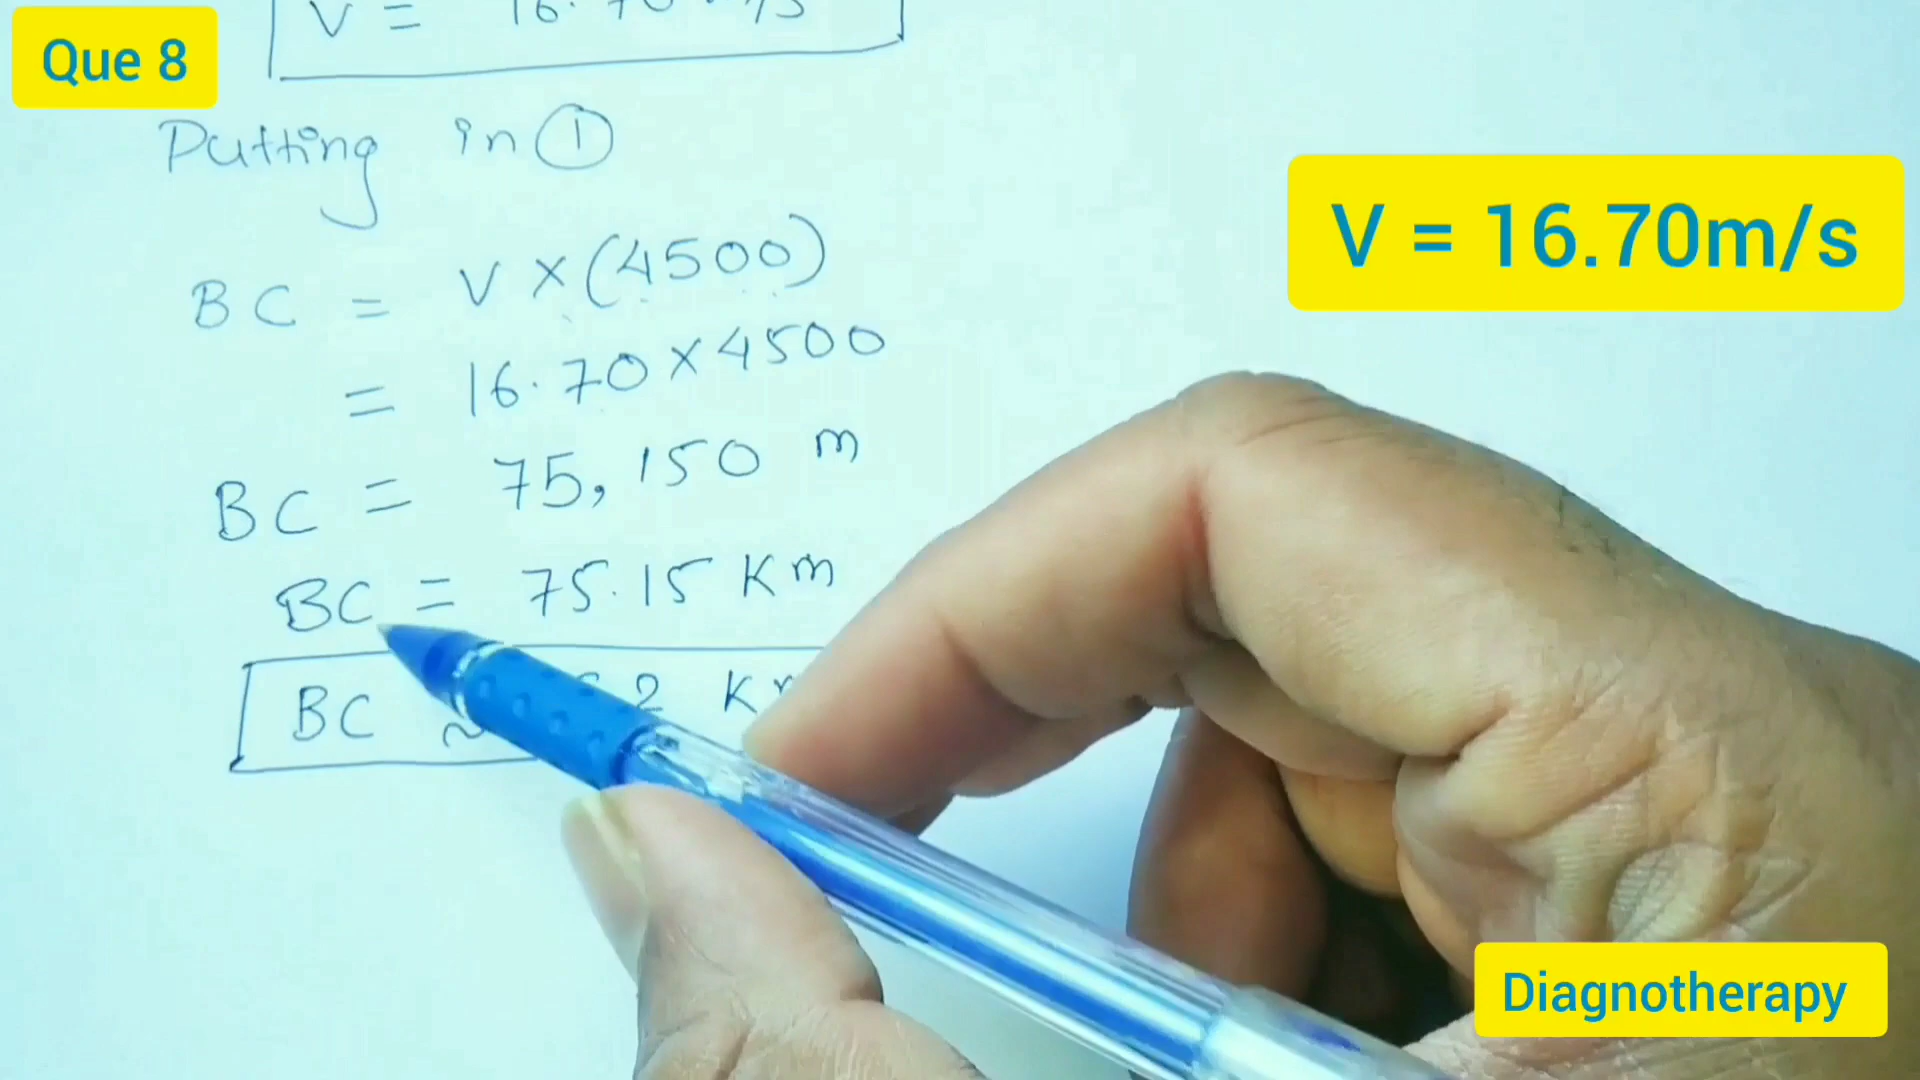 Que 8
V =
Putting in ①
V = 16.70m/s
BC = V × (4500)
= 16.70 × 4500
BC = 75,150 m
BC = 75.15 Km
BC ≈ 2
Diagnotherapy